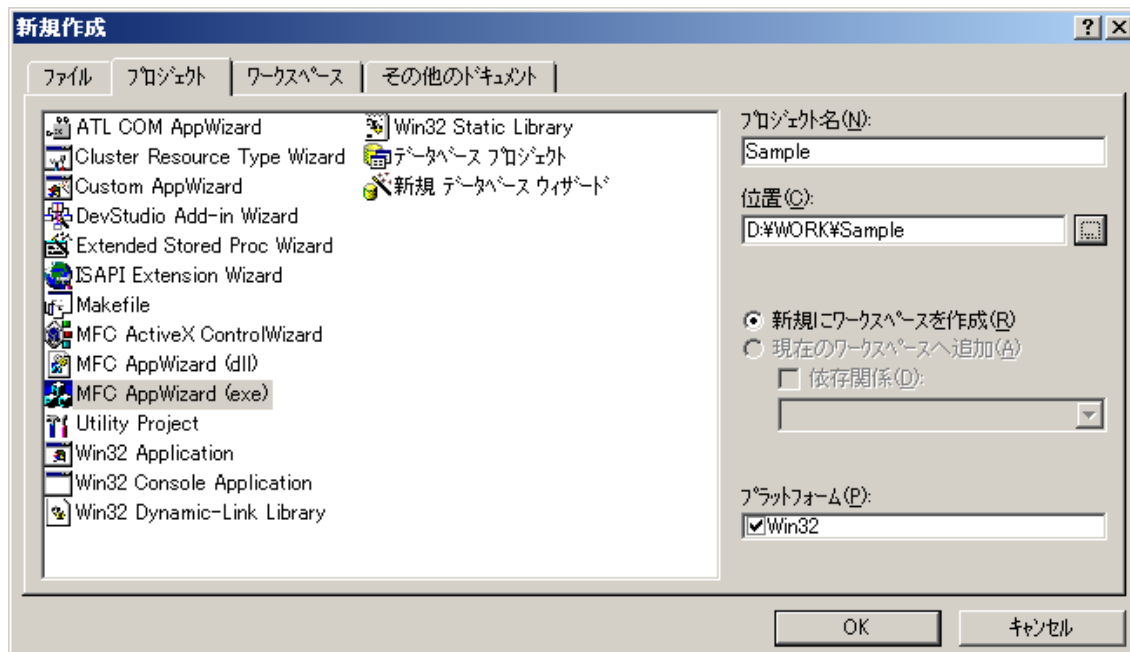 新規作成
ファイル プロジェクト ワークスペース その他のドキュメント
ATL COM AppWizard
Cluster Resource Type Wizard
Custom AppWizard
DevStudio Add-in Wizard
Extended Stored Proc Wizard
ISAPI Extension Wizard
Makefile
MFC ActiveX ControlWizard
MFC AppWizard (dll)
MFC AppWizard (exe)
Utility Project
Win32 Application
Win32 Console Application
Win32 Dynamic-Link Library
Win32 Static Library
データベース プロジェクト
新規 データベース ウィザード
プロジェクト名(N):
Sample
位置(C):
D:¥WORK¥Sample
...
新規にワークスペースを作成(R)
現在のワークスペースへ追加(A)
依存関係(D):
プラットフォーム(P):
Win32
OK キャンセル